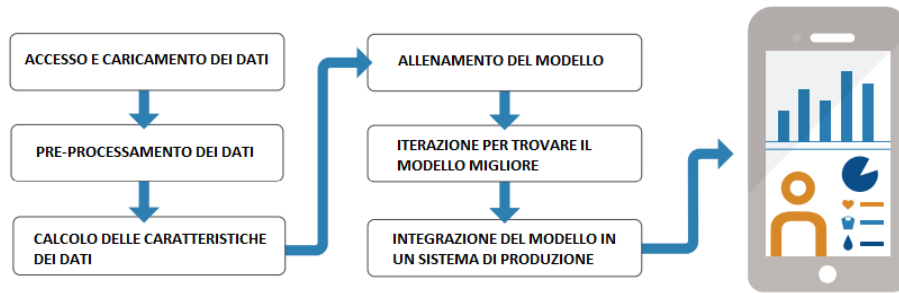 ACCESSO E CARICAMENTO DEI DATI
PRE-PROCESSAMENTO DEI DATI
CALCOLO DELLE CARATTERISTICHE
DEI DATI
ALLENAMENTO DEL MODELLO
ITERAZIONE PER TROVARE IL
MODELLO MIGLIORE
INTEGRAZIONE DEL MODELLO IN
UN SISTEMA DI PRODUZIONE